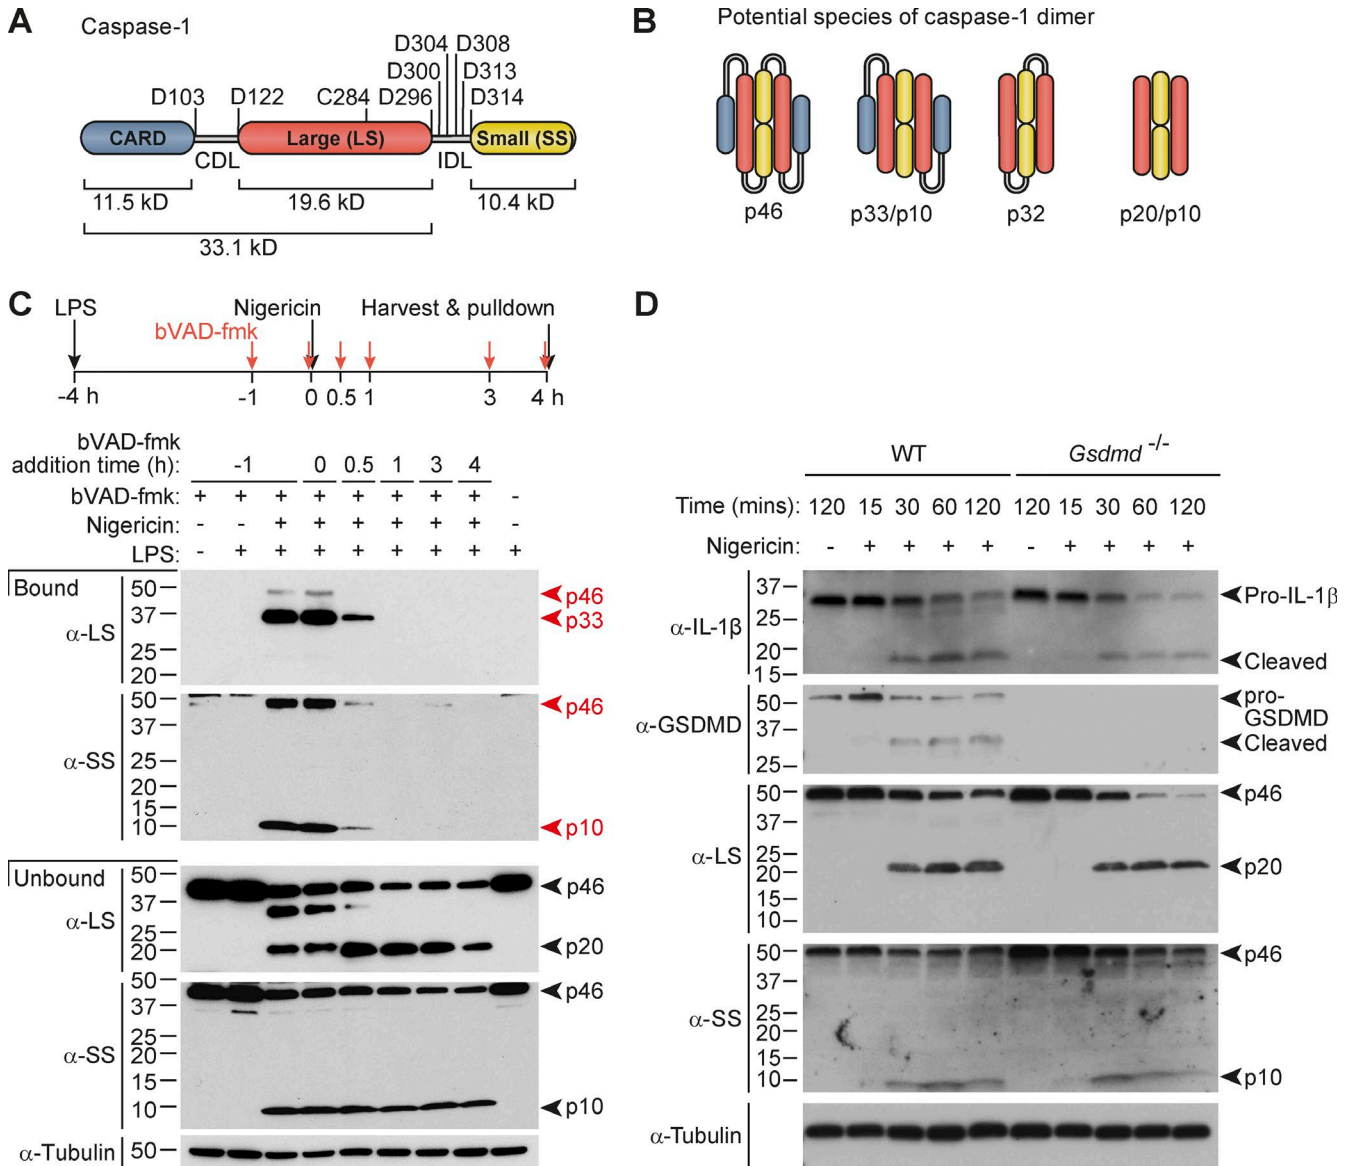 A
Caspase-1
D304 D308
D300 D313
D103 D122 C284 D296 D314
CARD Large (LS) Small (SS)
CDL IDL
11.5 kD 19.6 kD 10.4 kD
33.1 kD
B
Potential species of caspase-1 dimer
p46 p33/p10 p32 p20/p10
C
LPS Nigericin Harvest & pulldown
bVAD-fmk
-4 h -1 0 0.5 1 3 4 h
bVAD-fmk
addition time (h): -1 0 0.5 1 3 4
bVAD-fmk: + + + + + + + + -
Nigericin: - - + + + + + + -
LPS: - + + + + + + + +
Bound
α-LS
50
37
25
20
p46
p33
α-SS
50
37
25
20
15
10
p46
p10
Unbound
α-LS
50
37
25
20
p46
p20
α-SS
50
37
25
20
15
10
p46
p10
α-Tubulin 50
D
WT Gsdmd -/-
Time (mins): 120 15 30 60 120 120 15 30 60 120
Nigericin: - + + + + - + + + +
α-IL-1β
37
25
20
15
Pro-IL-1β
Cleaved
α-GSDMD
50
37
25
pro-
GSDMD
Cleaved
α-LS
50
37
25
20
15
10
p46
p20
α-SS
50
37
25
20
15
10
p46
p10
α-Tubulin